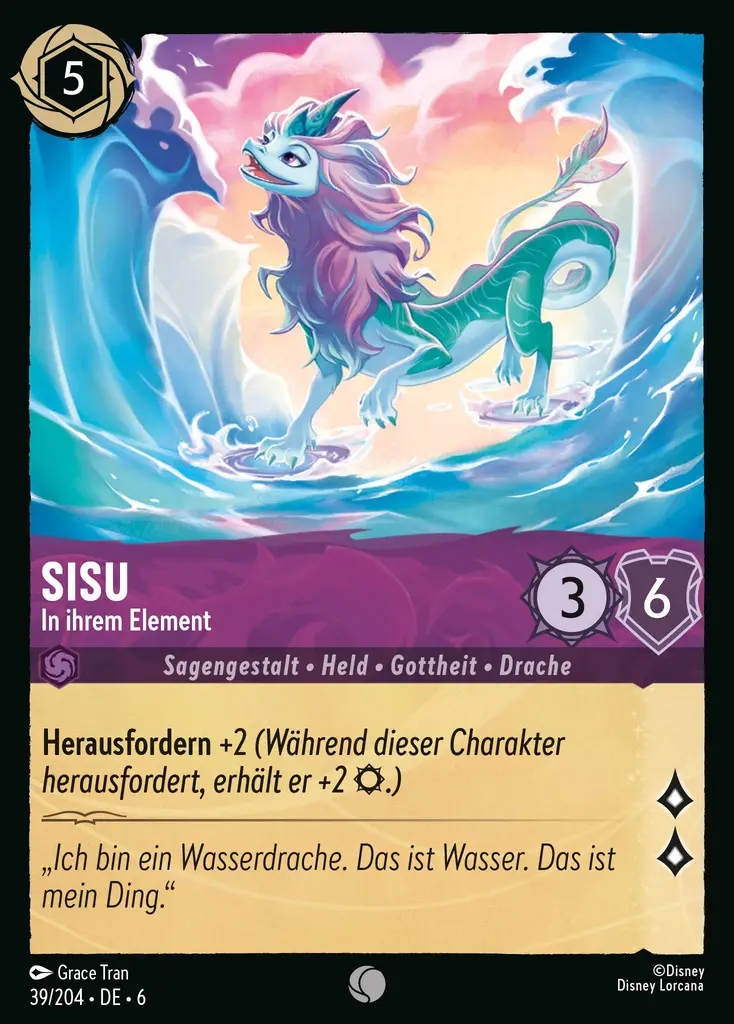 5
SISU
In ihrem Element
3
6
Sagengestalt • Held • Gottheit • Drache
Herausfordern +2 (Während dieser Charakter
herausfordert, erhält er +2 .)
„Ich bin ein Wasserdrache. Das ist Wasser. Das ist
mein Ding.“
Grace Tran
39/204 • DE • 6
©Disney
Disney Lorcana